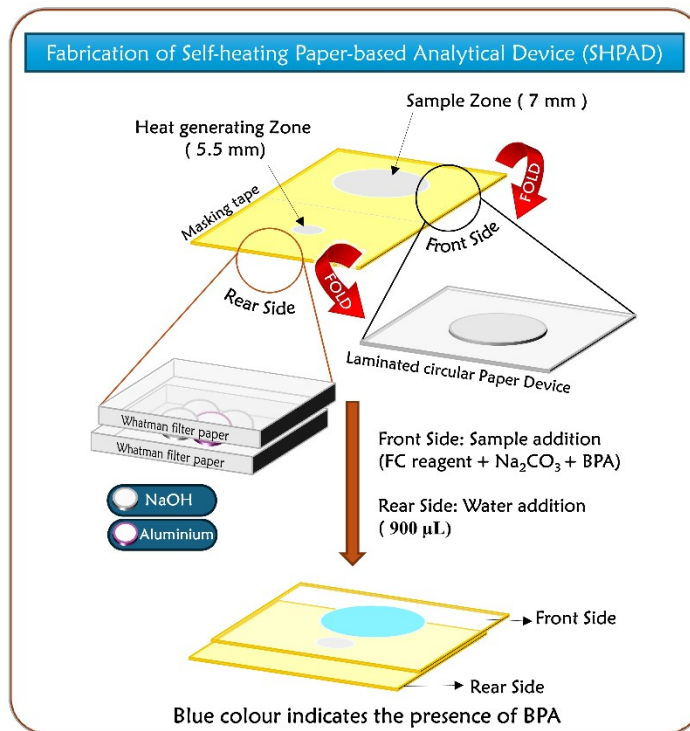 Fabrication of Self-heating Paper-based Analytical Device (SHPAD)
Sample Zone ( 7 mm )
Heat generating Zone
( 5.5 mm)
FOLD
Masking tape
Front Side
FOLD
Rear Side
Laminated circular Paper Device
Whatman filter paper
Whatman filter paper
Front Side: Sample addition
(FC reagent + Na₂CO₃ + BPA)
NaOH
Rear Side: Water addition
( 900 µL)
Aluminium
Front Side
Rear Side
Blue colour indicates the presence of BPA